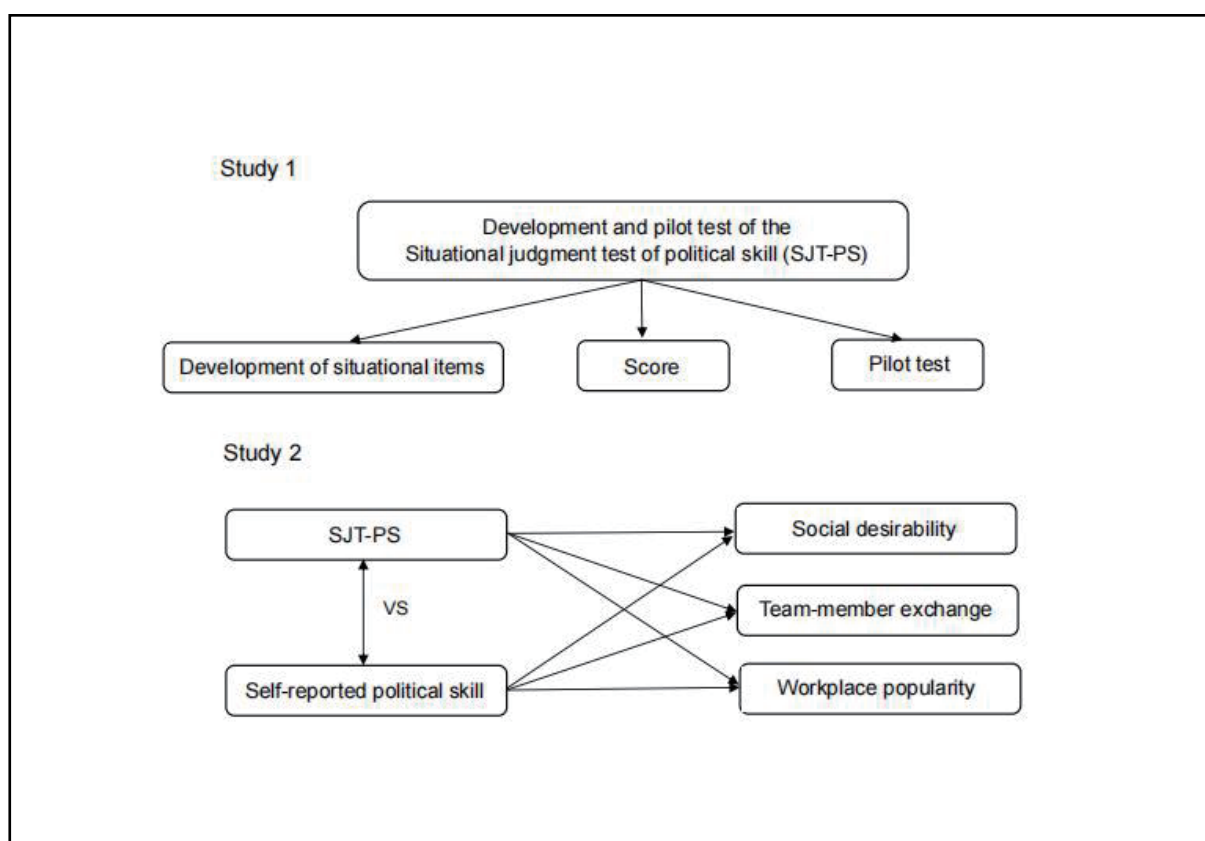 Study 1
Development and pilot test of the
Situational judgment test of political skill (SJT-PS)
Development of situational items
Score
Pilot test
Study 2
SJT-PS
Social desirability
VS
Team-member exchange
Self-reported political skill
Workplace popularity